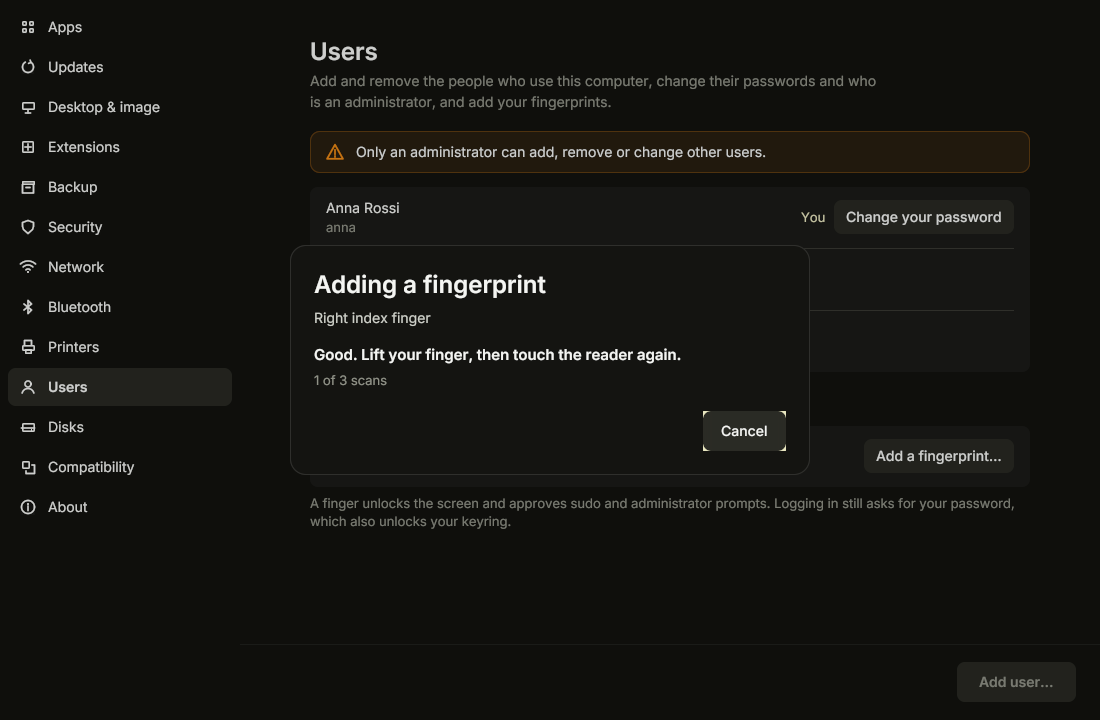 Apps
Updates
Desktop & image
Extensions
Backup
Security
Network
Bluetooth
Printers
Users
Disks
Compatibility
About
Users
Add and remove the people who use this computer, change their passwords and who
is an administrator, and add your fingerprints.
Only an administrator can add, remove or change other users.
Anna Rossi
anna
You
Change your password
Adding a fingerprint
Right index finger
Good. Lift your finger, then touch the reader again.
1 of 3 scans
Cancel
Add a fingerprint...
A finger unlocks the screen and approves sudo and administrator prompts. Logging in still asks for your password,
which also unlocks your keyring.
Add user...